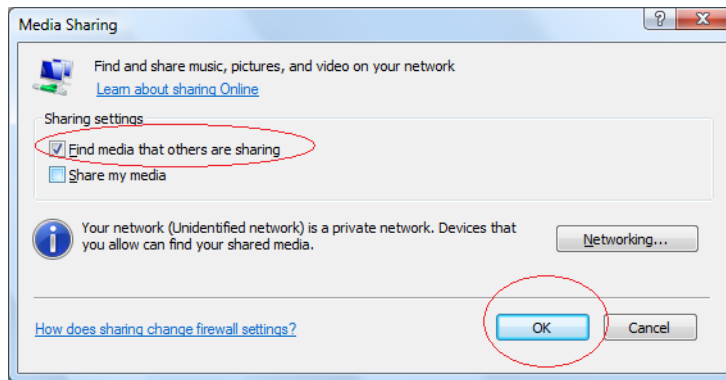 Media Sharing
Find and share music, pictures, and video on your network
Learn about sharing Online
Sharing settings
Find media that others are sharing
Share my media
Your network (Unidentified network) is a private network. Devices that
you allow can find your shared media.
Networking...
How does sharing change firewall settings?
OK
Cancel